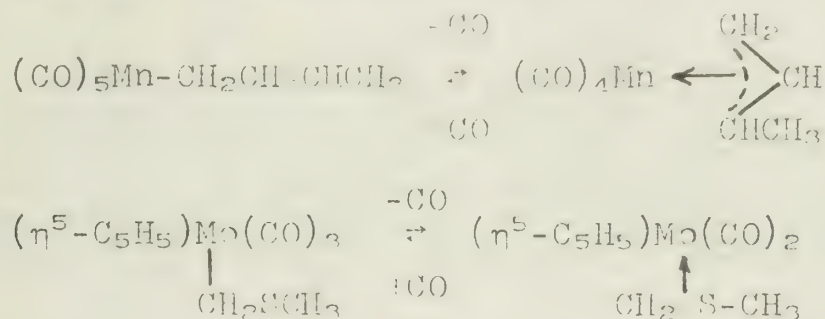 -CO CH₂
(CO)₅Mn-CH₂CH CHCH₃ ⇄ (CO)₄Mn ← CH
CO CHCH₃
-CO
(η⁵-C₅H₅)Mo(CO)₃ ⇄ (η⁵-C₅H₅)Mo(CO)₂
CH₂SCH₃ +CO CH₂ S-CH₃